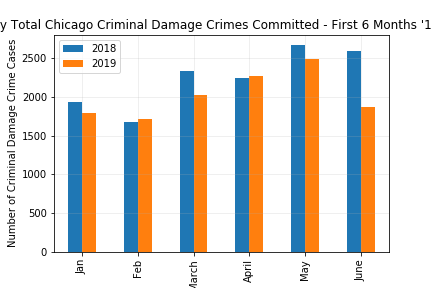 y Total Chicago Criminal Damage Crimes Committed - First 6 Months '1
2018
2019
Number of Criminal Damage Crime Cases
2500
2000
1500
1000
500
0
Jan
Feb
March
April
May
June